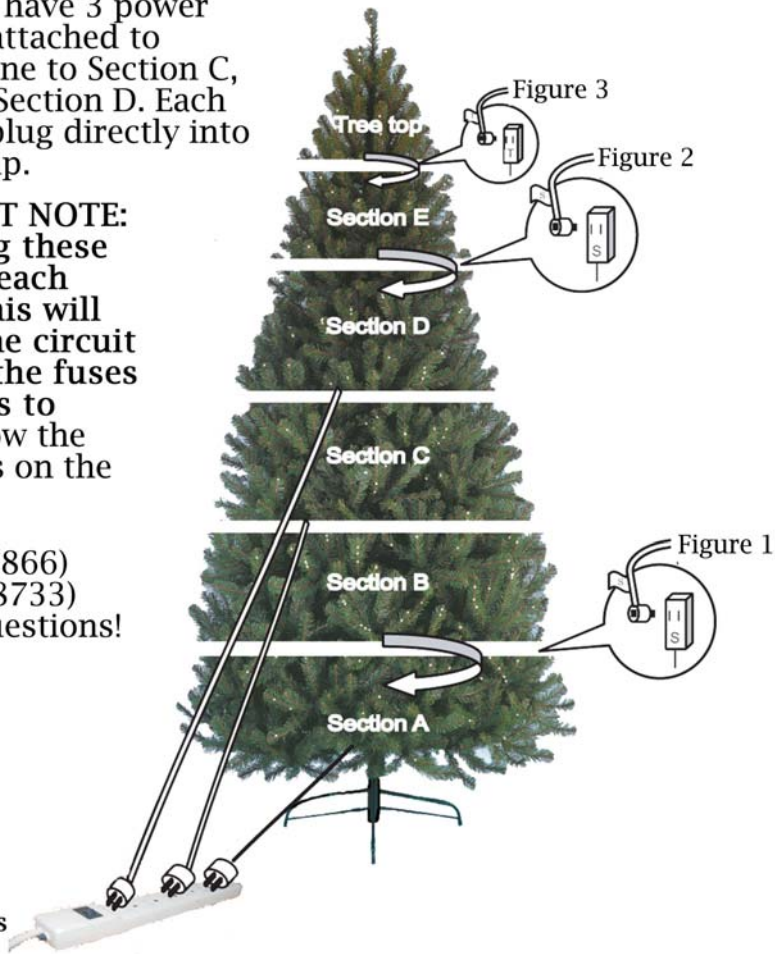 have 3 power
attached to
ne to Section C,
Section D. Each
plug directly into
p.
T NOTE:
g these
each
his will
he circuit
the fuses
s to
ow the
s on the
866)
8733)
uestions!
s
Tree top
Section E
Section D
Section C
Section B
Section A
Figure 3
T
Figure 2
S
S
Figure 1
S
S